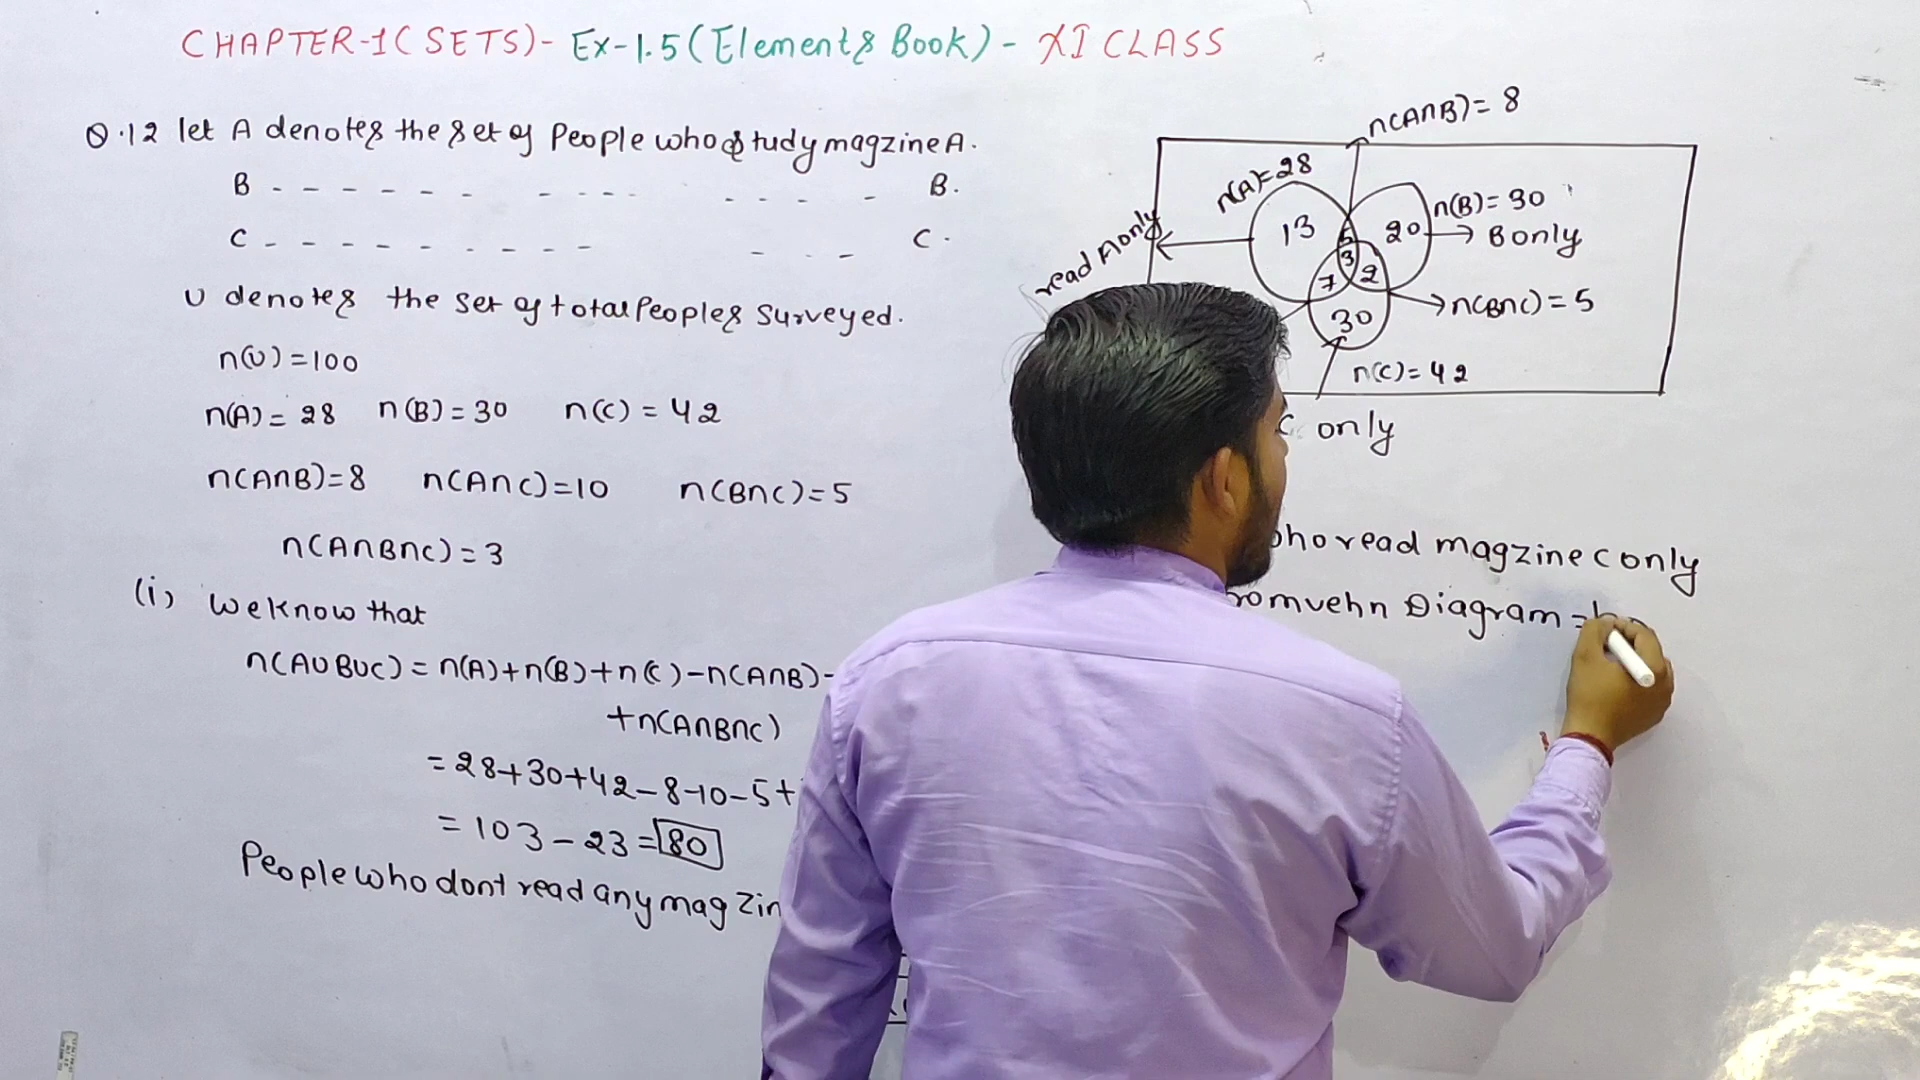 CHAPTER-1(SETS)- Ex-1.5(Elements Book)- XI CLASS
Q.12 let A denotes the set of People who study magzine A.
B - - - - - - - - - - - - - - B.
C - - - - - - - - - - - - - C.
U denotes the set of total Peoples surveyed.
n(U)=100
n(A)=28 n(B)=30 n(C)=42
n(A∩B)=8 n(A∩C)=10 n(B∩C)=5
n(A∩B∩C)=3
(i) We know that
n(A∪B∪C)=n(A)+n(B)+n(C)-n(A∩B)-
+n(A∩B∩C)
=28+30+42-8-10-5+
=103-23=80
People who dont read any magzin
n(A∩B)=8
n(A)=28
n(B)=30
read A only
13 5 20
B only
3
7 2
n(B∩C)=5
30
n(C)=42
C only
who read magzine C only
rom vehn Diagram =